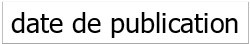 date de publication